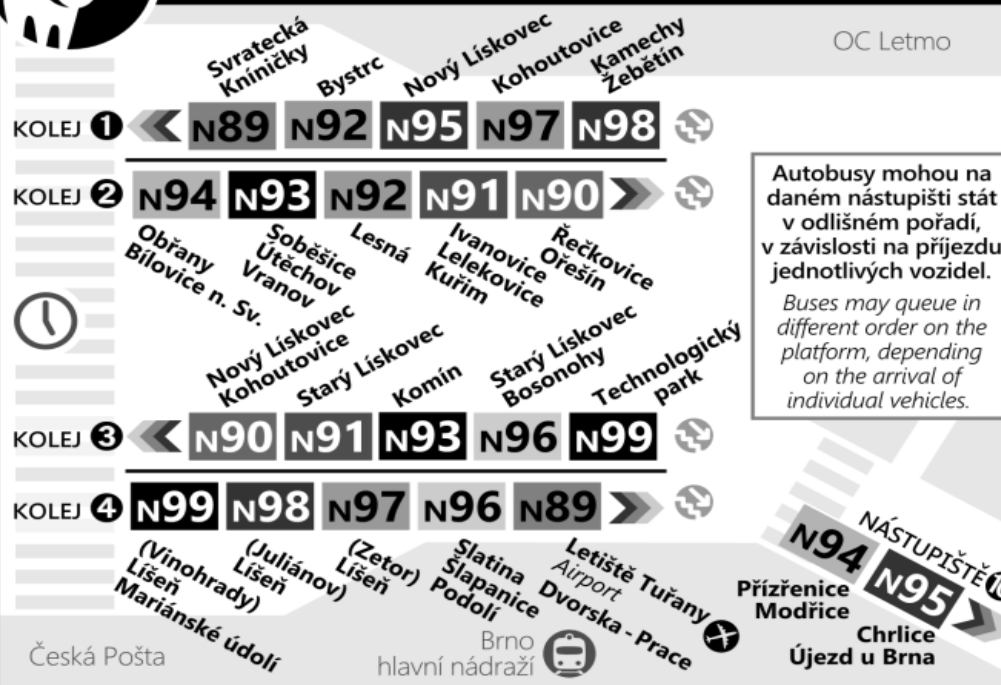 OC Letmo
Svratecká
Kníničky
Bystrc
Nový Lískovec
Kohoutovice
Kamechy
Žebětín
KOLEJ 1
N89 N92 N95 N97 N98
KOLEJ 2
N94 N93 N92 N91 N90
Obřany
Bílovice n. Sv.
Soběšice
Útěchov
Vranov
Lesná
Ivanovice
Lelekovice
Kuřim
Řečkovice
Ořešín
Autobusy mohou na
daném nástupišti stát
v odlišném pořadí,
v závislosti na příjezdu
jednotlivých vozidel.
Buses may queue in
different order on the
platform, depending
on the arrival of
individual vehicles.
Nový Lískovec
Kohoutovice
Starý Lískovec
Komín
Starý Lískovec
Bosonohy
Technologický
park
KOLEJ 3
N90 N91 N93 N96 N99
KOLEJ 4
N99 N98 N97 N96 N89
(Vinohrady)
Líšeň
Mariánské údolí
(Juliánov)
Líšeň
(Zetor)
Líšeň
Slatina
Šlapanice
Podolí
Letiště Tuřany
Airport
Dvorska - Prace
NÁSTUPIŠTĚ
N94 N95
Přízřenice
Modřice
Chrlice
Újezd u Brna
Česká Pošta
Brno
hlavní nádraží